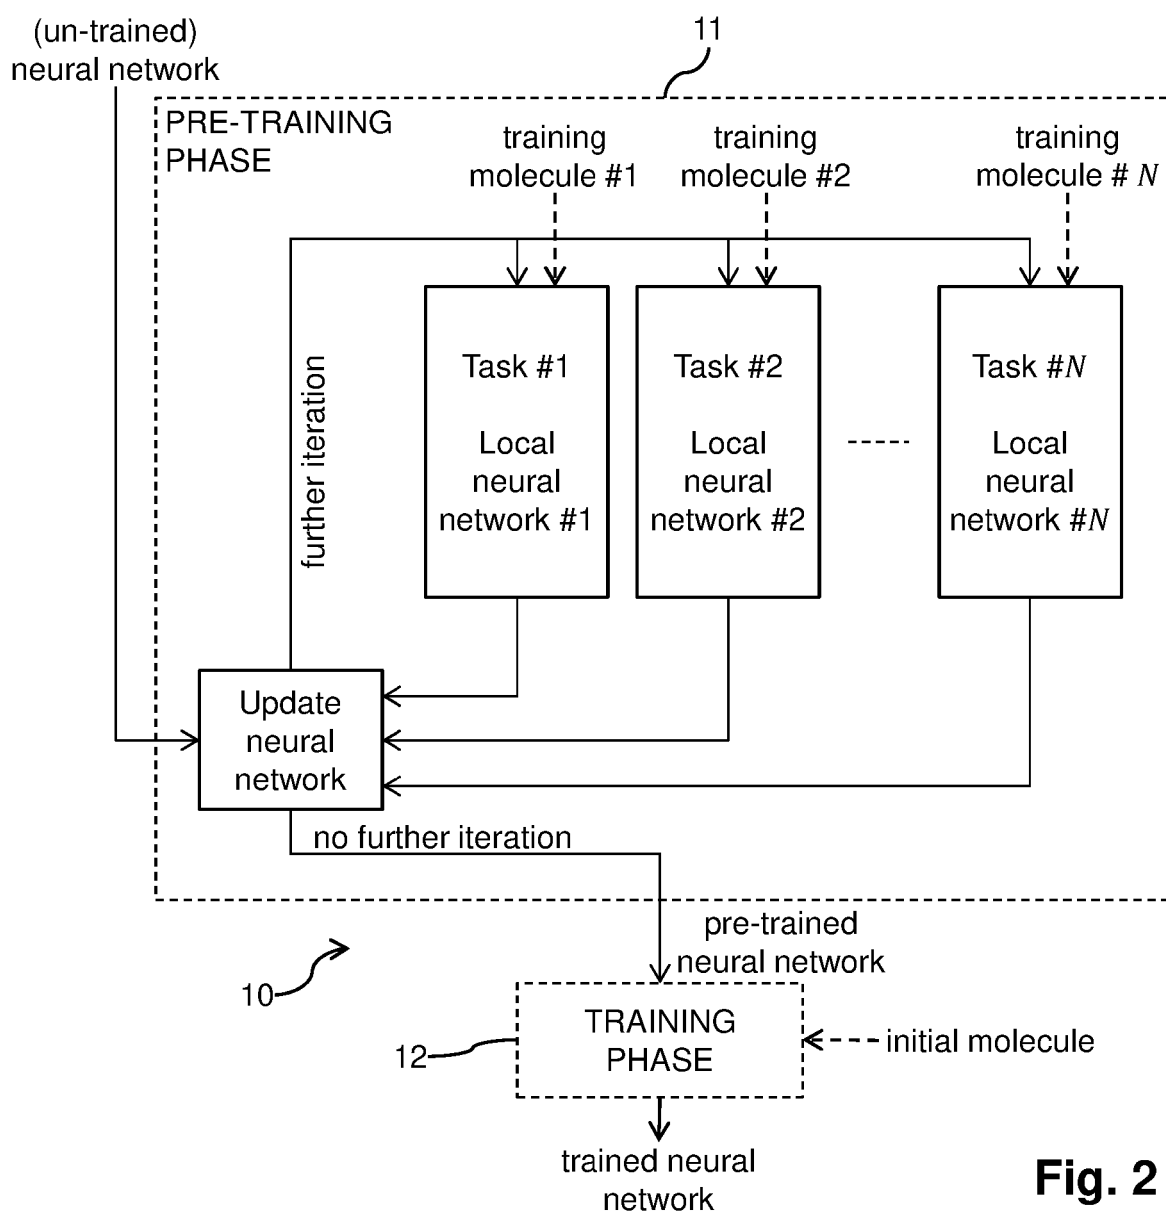 (un-trained)
neural network
11
PRE-TRAINING
PHASE
training
molecule #1
training
molecule #2
training
molecule # N
further iteration
Task #1
Local
neural
network #1
Task #2
Local
neural
network #2
Task #N
Local
neural
network #N
Update
neural
network
no further iteration
pre-trained
neural network
10
12
TRAINING
PHASE
initial molecule
trained neural
network
Fig. 2